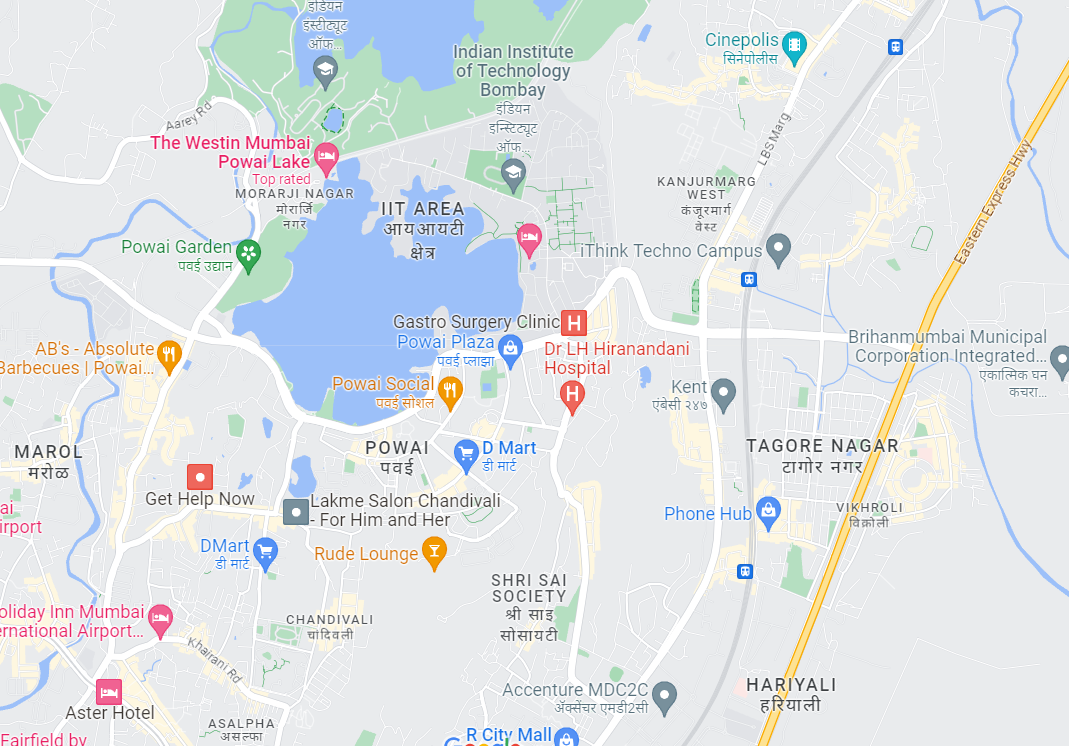 इंडियन
इंस्टीट्यूट
ऑफ...
Cinepolis
सिनेपोलीस
Indian Institute
of Technology
Bombay
इंडियन
इन्स्टिट्यूट
ऑफ...
Aarey Rd
LBS Marg
The Westin Mumbai
Powai Lake
Top rated
MORARJI NAGAR
मोरार्जि
नगर
IIT AREA
आयआयटी
क्षेत्र
KANJURMARG
WEST
कंजूरमार्ग
वेस्ट
Eastern Express Hwy
Powai Garden
पवई उद्यान
iThink Techno Campus
Gastro Surgery Clinic
Powai Plaza
पवई प्लाझा
Dr LH Hiranandani
Hospital
Brihanmumbai Municipal
Corporation Integrated...
एकात्मिक घन
कचरा...
AB's - Absolute
Barbecues | Powai...
Powai Social
पवई सोशल
Kent
एंबेसी २४७
MAROL
मरोळ
POWAI
पवई
D Mart
डी मार्ट
TAGORE NAGAR
टागोर नगर
Get Help Now
Lakme Salon Chandivali
- For Him and Her
ai
irport
Phone Hub
VIKHROLI
विक्रोली
DMart
डी मार्ट
Rude Lounge
SHRI SAI
SOCIETY
श्री साइ
सोसायटी
oliday Inn Mumbai
ernational Airport...
CHANDIVALI
चांदिवली
Khairani Rd
Accenture MDC2C
ॲक्सेंचर एमडी2सी
HARIYALI
हरियाली
Aster Hotel
ASALPHA
असल्फा
Fairfield by
R City Mall
Google